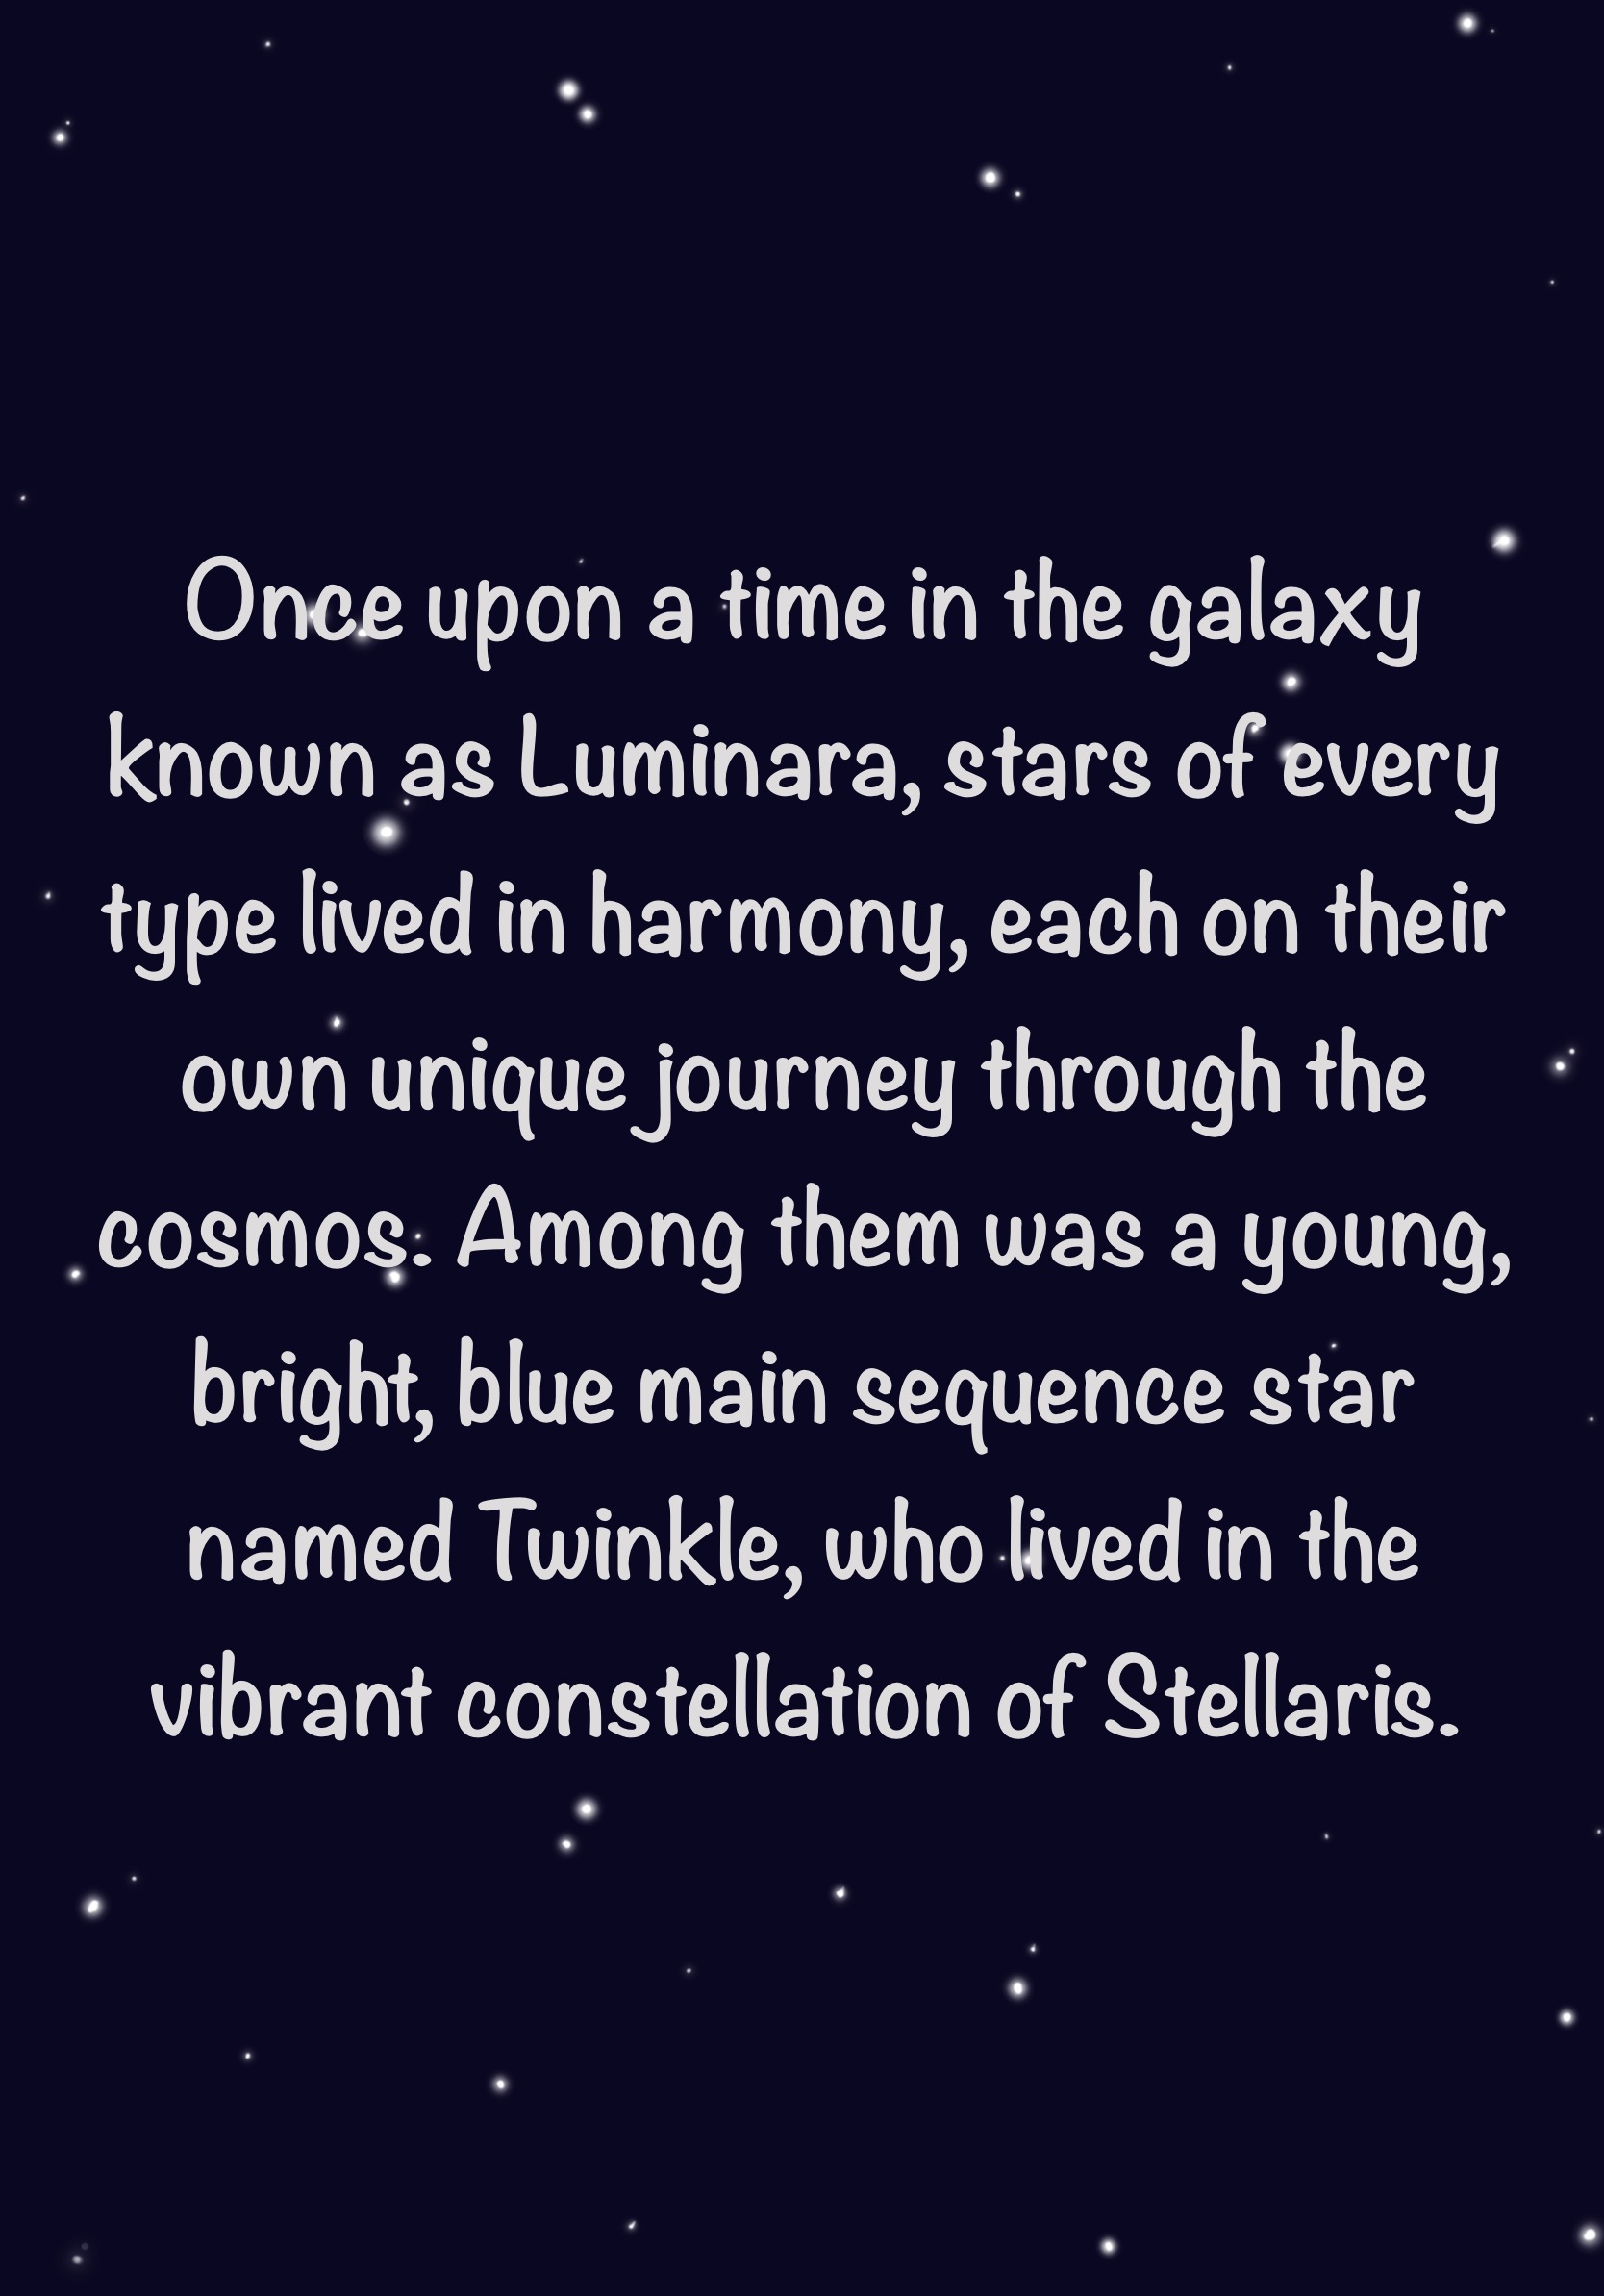 Once upon a time in the galaxy
known as Luminara, stars of every
type lived in harmony, each on their
own unique journey through the
cosmos. Among them was a young,
bright, blue main sequence star
named Twinkle, who lived in the
vibrant constellation of Stellaris.